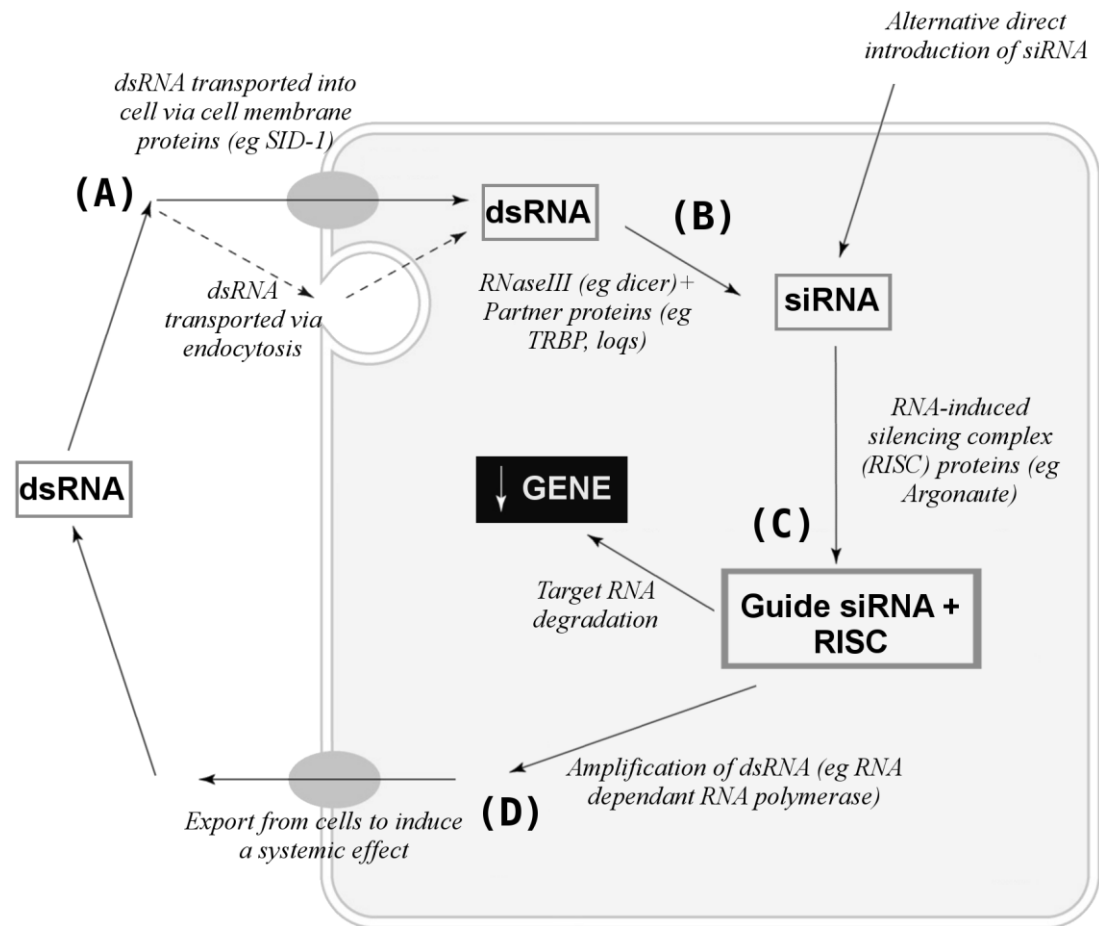 Alternative direct
introduction of siRNA
dsRNA transported into
cell via cell membrane
proteins (eg SID-1)
(A)
dsRNA
(B)
dsRNA
transported via
endocytosis
RNaseIII (eg dicer)+
Partner proteins (eg
TRBP, loqs)
siRNA
RNA-induced
silencing complex
(RISC) proteins (eg
Argonaute)
dsRNA
GENE
(C)
Target RNA
degradation
Guide siRNA +
RISC
Amplification of dsRNA (eg RNA
dependant RNA polymerase)
(D)
Export from cells to induce
a systemic effect